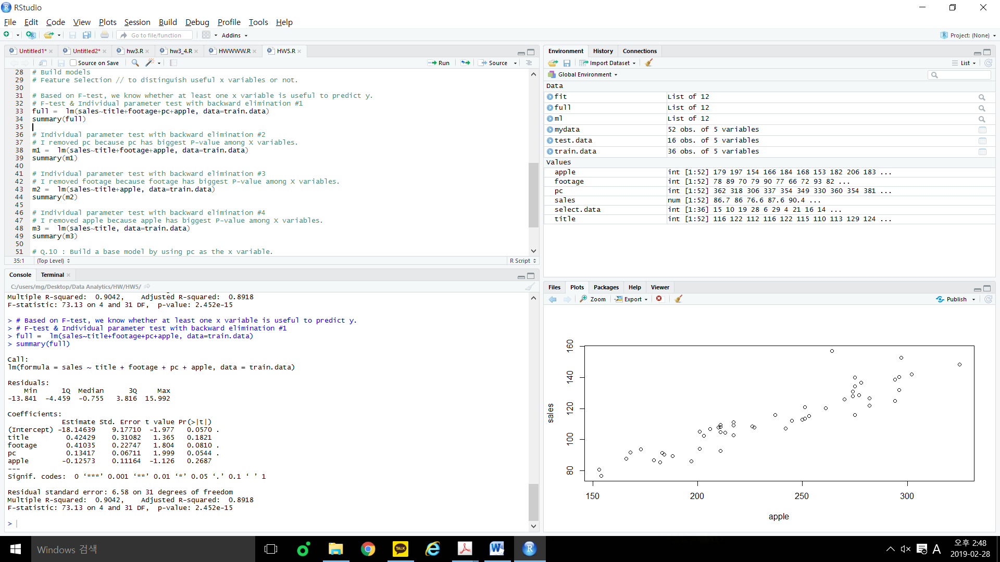 RStudio
File Edit Code View Plots Session Build Debug Profile Tools Help
Go to file/function Addins Project: (None)
Untitled1* Untitled2* hw3.R hw3_4.R HWWWW.R HW5.R
Source on Save Run Source
28 # Build models
29 # Feature Selection // to distinguish useful x variables or not.
30
31 # Based on F-test, we know whether at least one x variable is useful to predict y.
32 # F-test & Individual parameter test with backward elimination #1
33 full =  lm(sales~title+footage+pc+apple, data=train.data)
34 summary(full)
35
36 # Individual parameter test with backward elimination #2
37 # I removed pc because pc has biggest P-value among X variables.
38 m1 =  lm(sales~title+footage+apple, data=train.data)
39 summary(m1)
40
41 # Individual parameter test with backward elimination #3
42 # I removed footage because footage has biggest P-value among X variables.
43 m2 =  lm(sales~title+apple, data=train.data)
44 summary(m2)
45
46 # Individual parameter test with backward elimination #4
47 # I removed apple because apple has biggest P-value among X variables.
48 m3 =  lm(sales~title, data=train.data)
49 summary(m3)
50
51 # Q.10 : Build a base model by using pc as the x variable.
35:1 (Top Level) R Script
Console Terminal
C:/users/mg/Desktop/Data Analytics/HW/HW5/
Multiple R-squared:  0.9042,    Adjusted R-squared:  0.8918
F-statistic: 73.13 on 4 and 31 DF,  p-value: 2.452e-15
> # Based on F-test, we know whether at least one x variable is useful to predict y.
> # F-test & Individual parameter test with backward elimination #1
> full =  lm(sales~title+footage+pc+apple, data=train.data)
> summary(full)
Call:
lm(formula = sales ~ title + footage + pc + apple, data = train.data)
Residuals:
    Min      1Q  Median      3Q     Max
-13.841  -4.459  -0.755   3.816  15.992
Coefficients:
             Estimate Std. Error t value Pr(>|t|)
(Intercept) -18.14639    9.17710  -1.977   0.0570 .
title         0.42429    0.31082   1.365   0.1821
footage       0.41035    0.22747   1.804   0.0810 .
pc            0.13417    0.06711   1.999   0.0544 .
apple        -0.12573    0.11164  -1.126   0.2687
---
Signif. codes:  0 ‘***’ 0.001 ‘**’ 0.01 ‘*’ 0.05 ‘.’ 0.1 ‘ ’ 1
Residual standard error: 6.58 on 31 degrees of freedom
Multiple R-squared:  0.9042,    Adjusted R-squared:  0.8918
F-statistic: 73.13 on 4 and 31 DF,  p-value: 2.452e-15
>
Environment History Connections
Import Dataset List
Global Environment
Data
fit List of 12
full List of 12
ml List of 12
mydata 52 obs. of 5 variables
test.data 16 obs. of 5 variables
train.data 36 obs. of 5 variables
Values
apple int [1:52] 179 197 154 166 184 168 153 182 206 183 ...
footage int [1:52] 78 89 70 79 90 77 66 72 93 82 ...
pc int [1:52] 362 318 306 337 354 349 330 360 354 381 ...
sales num [1:52] 86.7 86 76.6 87.6 90.4 ...
select.data int [1:36] 15 10 19 28 6 29 4 21 16 14 ...
title int [1:52] 116 122 112 116 122 115 110 113 129 124 ...
Files Plots Packages Help Viewer
Zoom Export Publish
160
140
120
100
80
sales
150 200 250 300
apple
Windows 검색
TALK
A
오후 2:48
2019-02-28